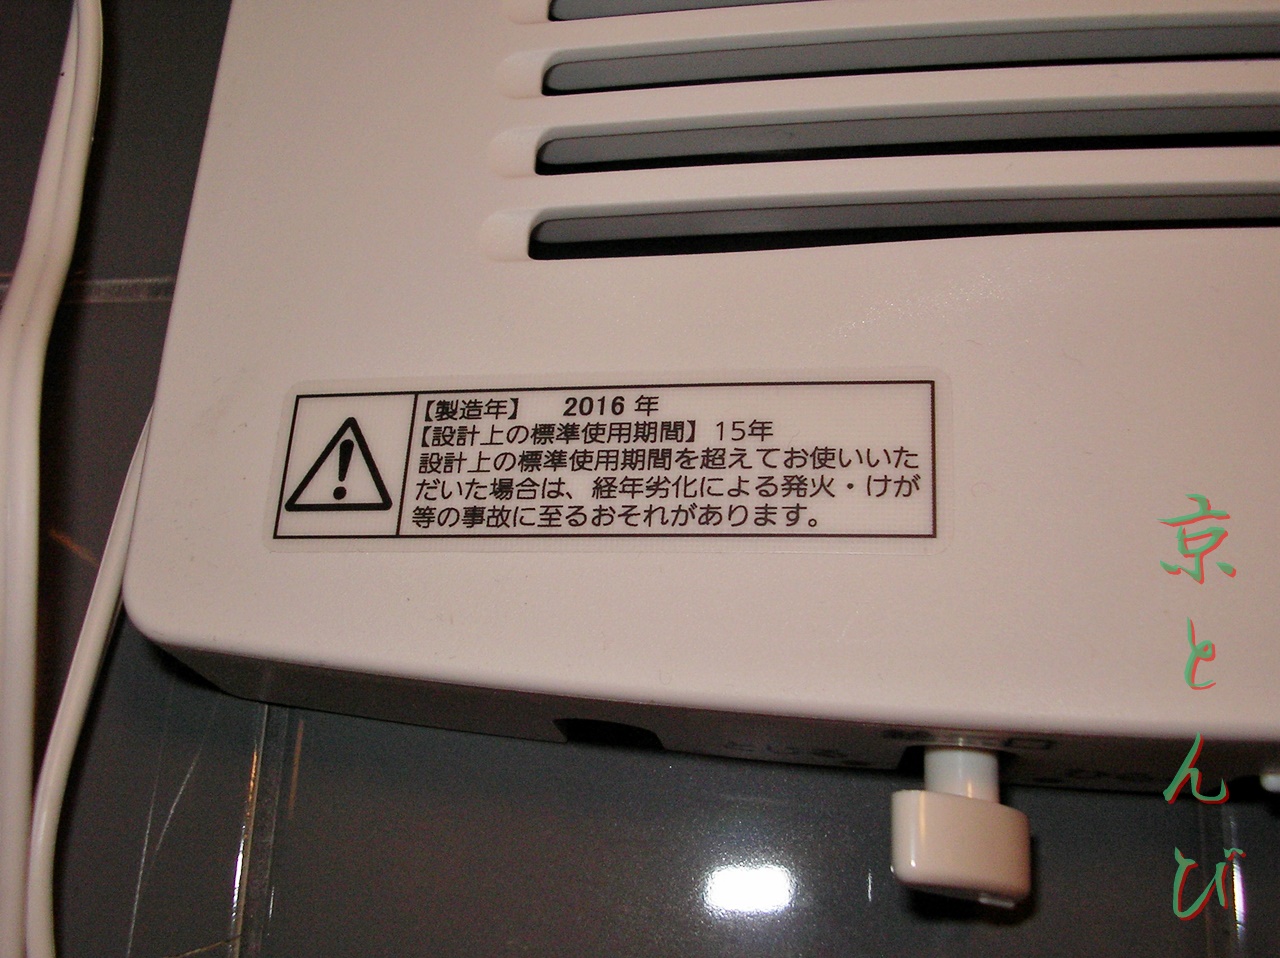 【製造年】 2016 年
【設計上の標準使用期間】 15年
設計上の標準使用期間を超えてお使いいた
だいた場合は、経年劣化による発火・けが
等の事故に至るおそれがあります。
京とんび